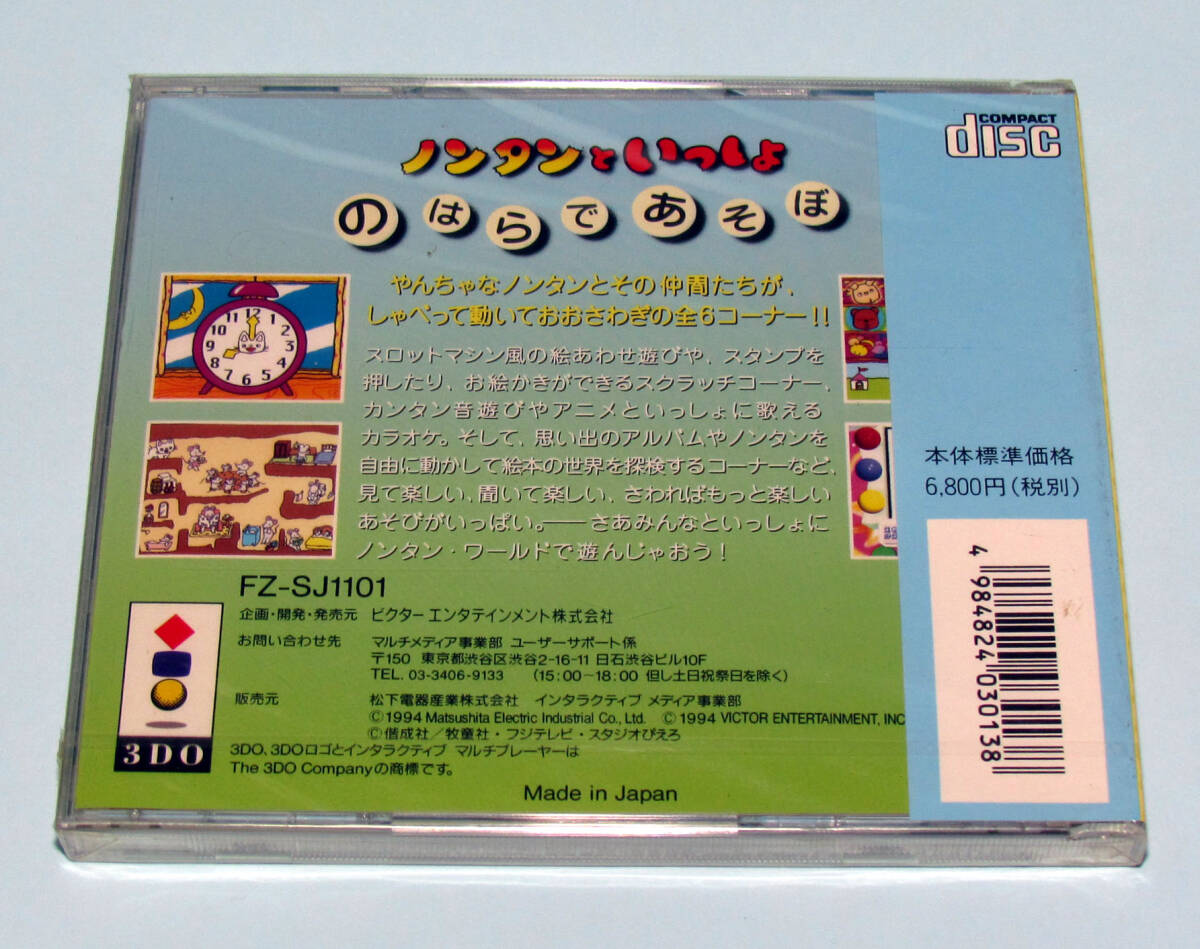 COMPACT
disc
ノンタンといっしょ
のはらであそぼ
やんちゃなノンタンとその仲間たちが、
しゃべって動いておおさわぎの全6コーナー!!
スロットマシン風の絵あわせ遊びや、スタンプを
押したり、お絵かきができるスクラッチコーナー、
カンタン音遊びやアニメといっしょに歌える
カラオケ。そして、思い出のアルバムやノンタンを
自由に動かして絵本の世界を探検するコーナーなど、
見て楽しい、聞いて楽しい、さわればもっと楽しい
あそびがいっぱい。——さあみんなといっしょに
ノンタン・ワールドで遊んじゃおう!
12 1 2 3 4 5 6 7 8 9 10 11
本体標準価格
6,800円(税別)
4 984824 030138
FZ-SJ1101
企画・開発・発売元 ビクター エンタテインメント株式会社
お問い合わせ先 マルチメディア事業部 ユーザーサポート係
〒150 東京都渋谷区渋谷2-16-11 日石渋谷ビル10F
TEL. 03-3406-9133 (15:00-18:00 但し土日祝祭日を除く)
販売元 松下電器産業株式会社 インタラクティブ メディア事業部
©1994 Matsushita Electric Industrial Co., Ltd. ©1994 VICTOR ENTERTAINMENT, INC
©偕成社/牧童社・フジテレビ・スタジオぴえろ
3DO
3DO、3DOロゴとインタラクティブ マルチプレーヤーは
The 3DO Companyの商標です。
Made in Japan